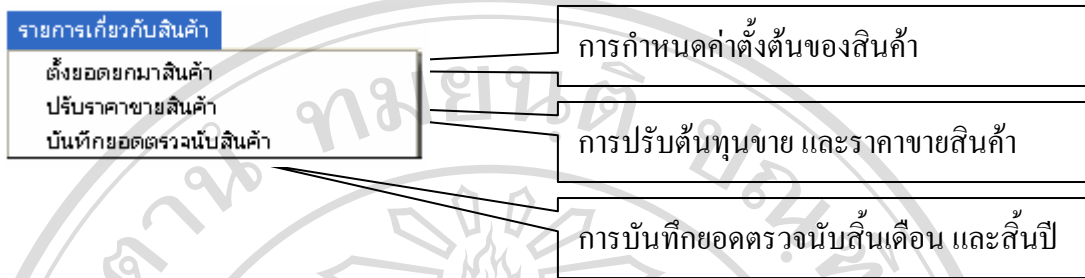 รายการเกี่ยวกับสินค้า
ตั้งยอดยกมาสินค้า
ปรับราคาขายสินค้า
บันทึกยอดตรวจนับสินค้า
การกำหนดค่าตั้งต้นของสินค้า
การปรับต้นทุนขาย และราคาขายสินค้า
การบันทึกยอดตรวจนับสิ้นเดือน และสิ้นปี